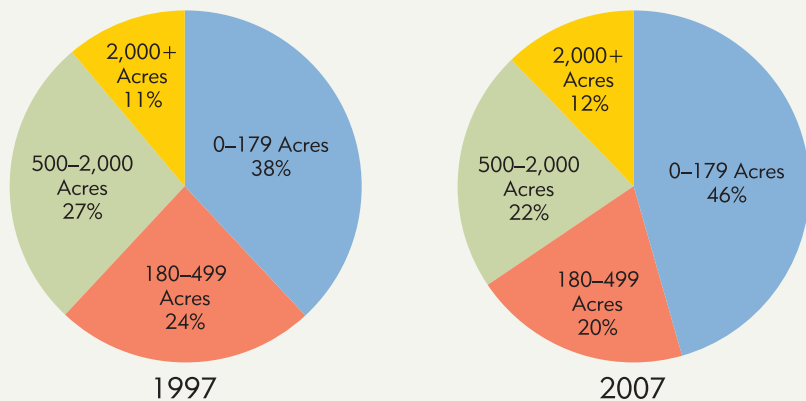 2,000+
Acres
11%
0–179 Acres
38%
500–2,000
Acres
27%
180–499
Acres
24%
1997
2,000+
Acres
12%
0–179 Acres
46%
500–2,000
Acres
22%
180–499
Acres
20%
2007